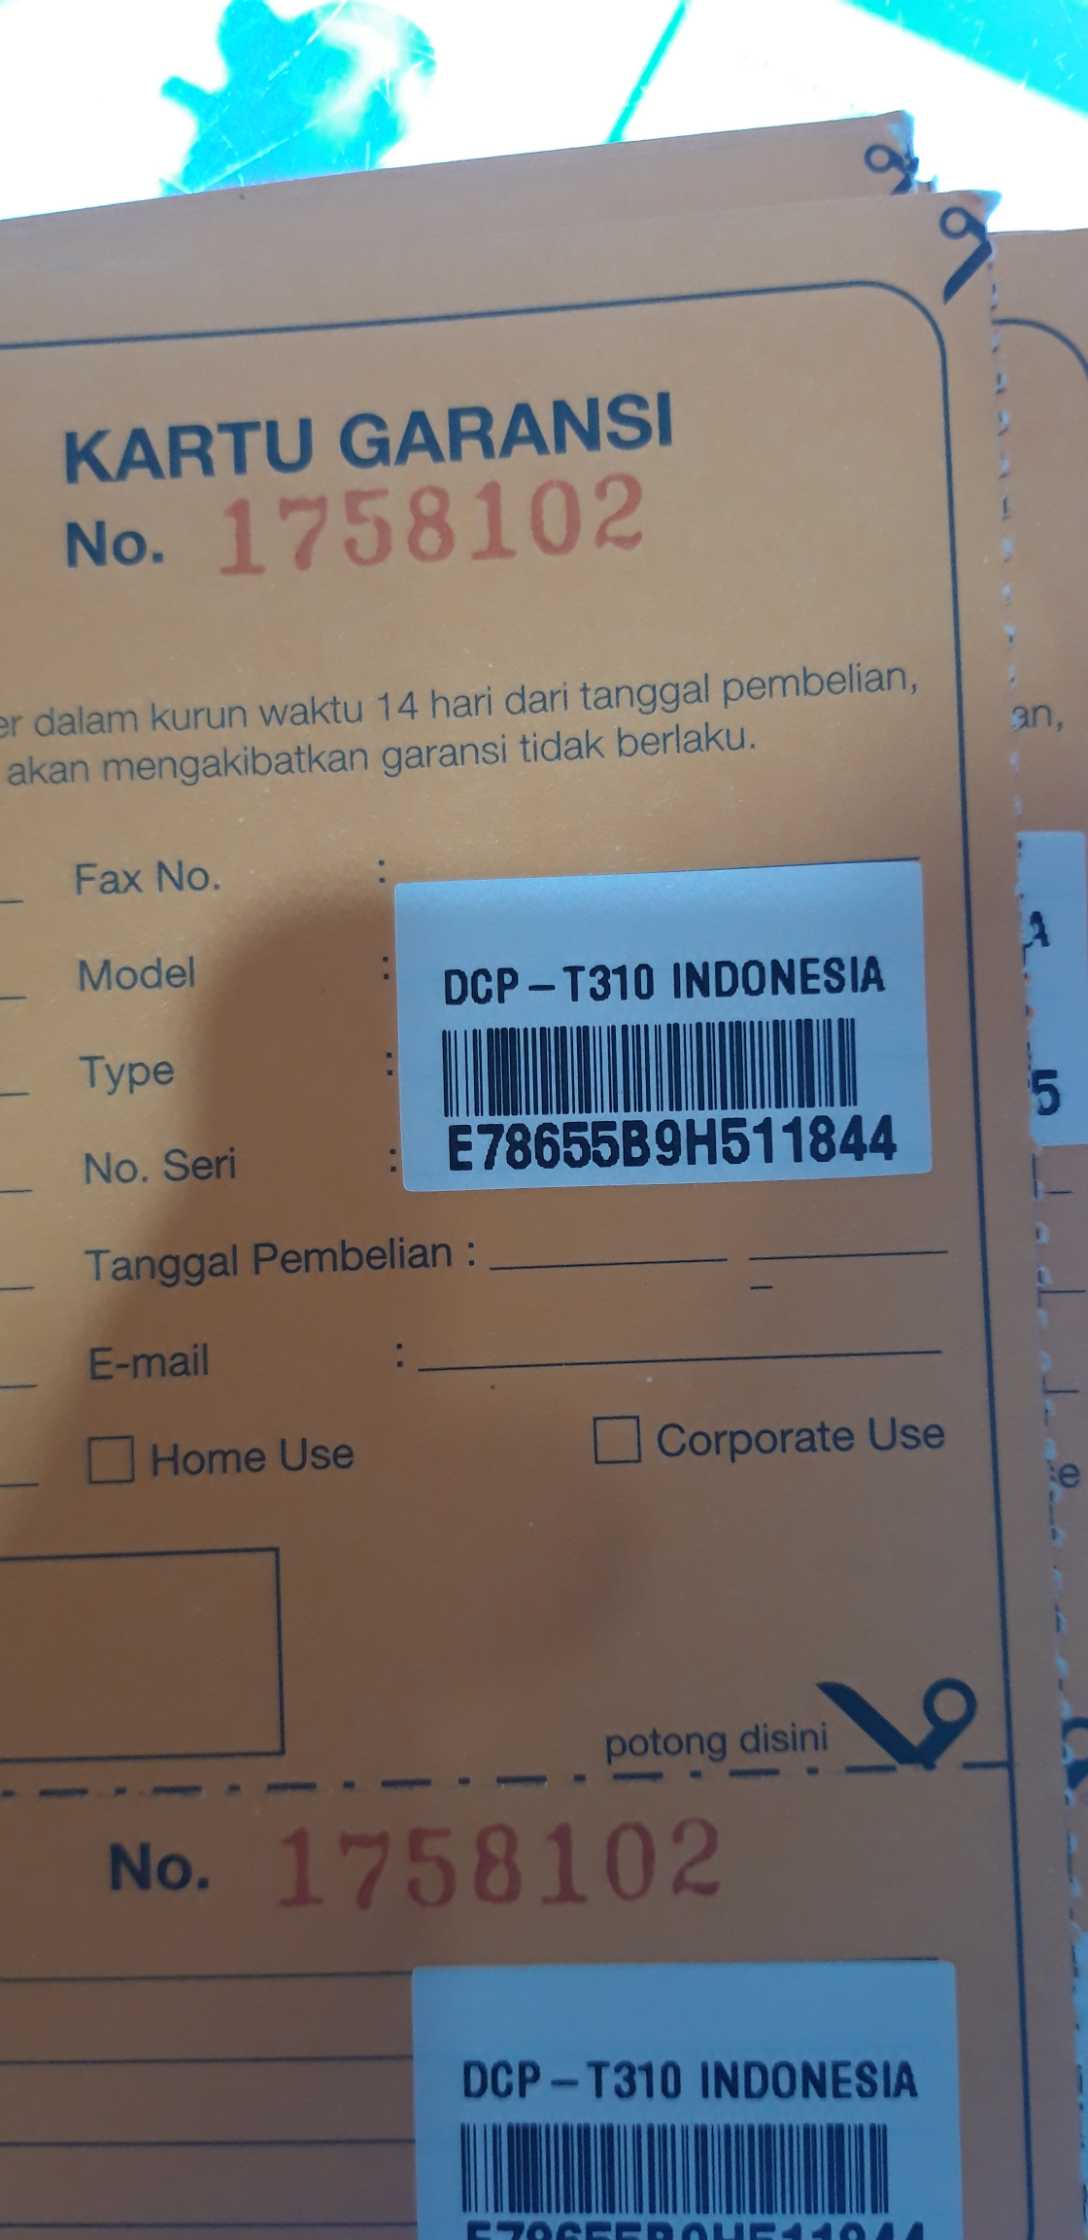 KARTU GARANSI
No. 1758102
er dalam kurun waktu 14 hari dari tanggal pembelian,
akan mengakibatkan garansi tidak berlaku.
an,
Fax No. :
Model :
DCP-T310 INDONESIA
A
Type :
No. Seri :
E78655B9H511844
5
Tanggal Pembelian :
E-mail :
Home Use
Corporate Use
e
potong disini
No. 1758102
DCP-T310 INDONESIA
E78655B9H511844